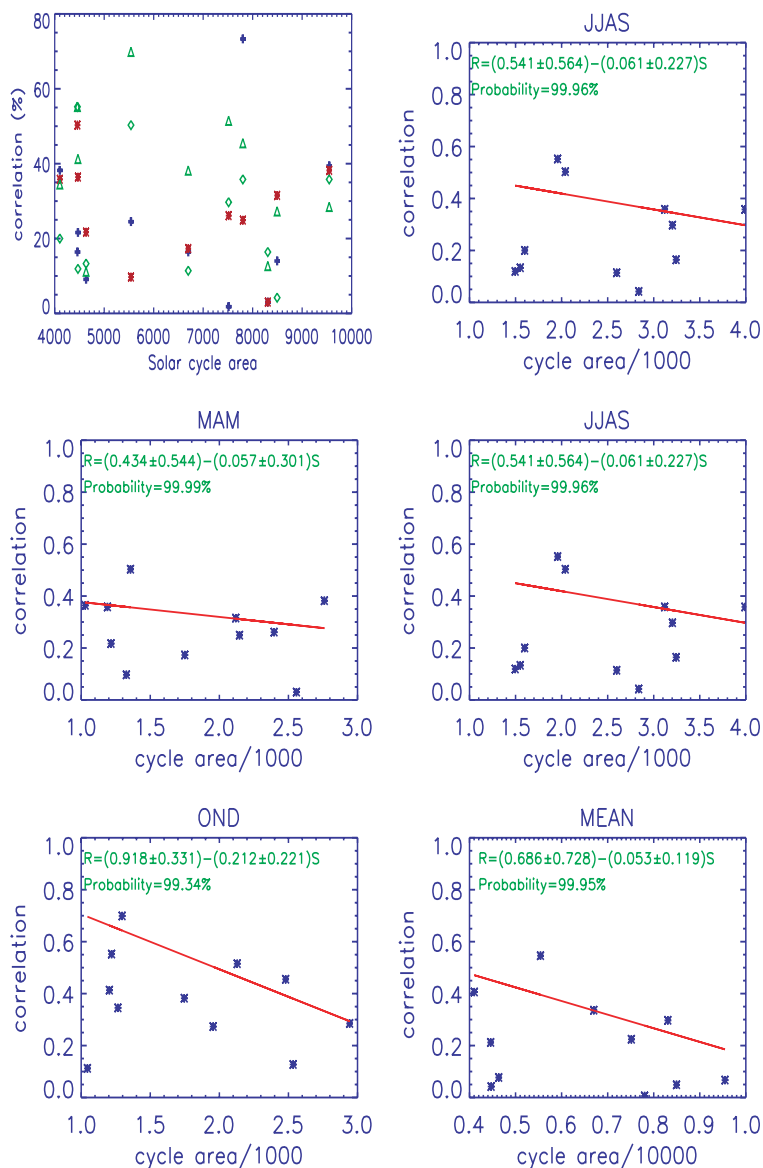 80
60
40
20
0
correlation (%)
4000 5000 6000 7000 8000 9000 10000
Solar cycle area
JJAS
R=(0.541±0.564)−(0.061±0.227)S
Probability=99.96%
1.0
0.8
0.6
0.4
0.2
0.0
correlation
1.0 1.5 2.0 2.5 3.0 3.5 4.0
cycle area/1000
MAM
R=(0.434±0.544)−(0.057±0.301)S
Probability=99.99%
1.0
0.8
0.6
0.4
0.2
0.0
correlation
1.0 1.5 2.0 2.5 3.0
cycle area/1000
JJAS
R=(0.541±0.564)−(0.061±0.227)S
Probability=99.96%
1.0
0.8
0.6
0.4
0.2
0.0
correlation
1.0 1.5 2.0 2.5 3.0 3.5 4.0
cycle area/1000
OND
R=(0.918±0.331)−(0.212±0.221)S
Probability=99.34%
1.0
0.8
0.6
0.4
0.2
0.0
correlation
1.0 1.5 2.0 2.5 3.0
cycle area/1000
MEAN
R=(0.686±0.728)−(0.053±0.119)S
Probability=99.95%
1.0
0.8
0.6
0.4
0.2
0.0
correlation
0.4 0.5 0.6 0.7 0.8 0.9 1.0
cycle area/10000